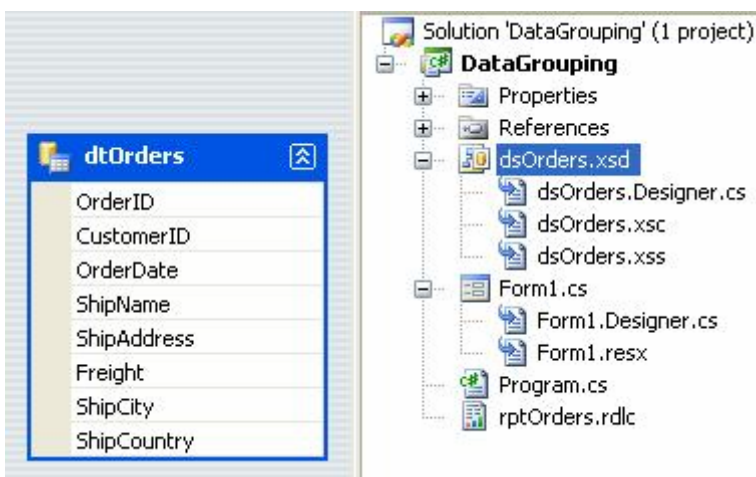 dtOrders
OrderID
CustomerID
OrderDate
ShipName
ShipAddress
Freight
ShipCity
ShipCountry
Solution 'DataGrouping' (1 project)
DataGrouping
Properties
References
dsOrders.xsd
dsOrders.Designer.cs
dsOrders.xsc
dsOrders.xss
Form1.cs
Form1.Designer.cs
Form1.resx
Program.cs
rptOrders.rdlc